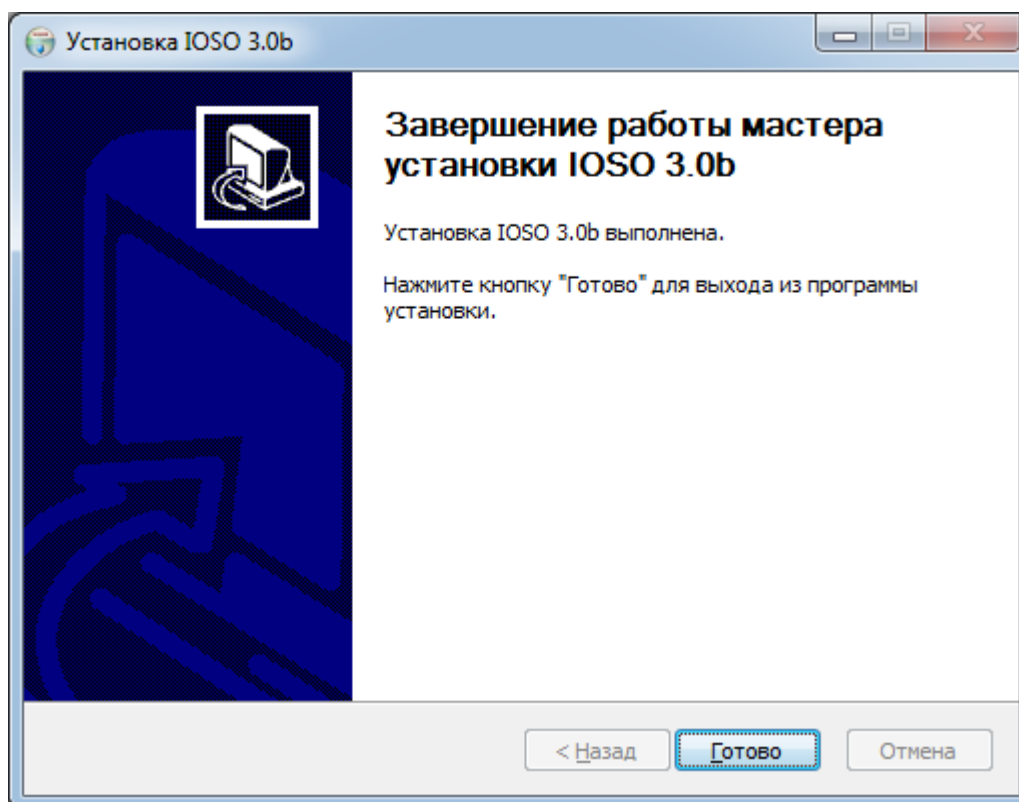 Установка IOSO 3.0b
Завершение работы мастера
установки IOSO 3.0b
Установка IOSO 3.0b выполнена.
Нажмите кнопку "Готово" для выхода из программы
установки.
< Назад
Готово
Отмена